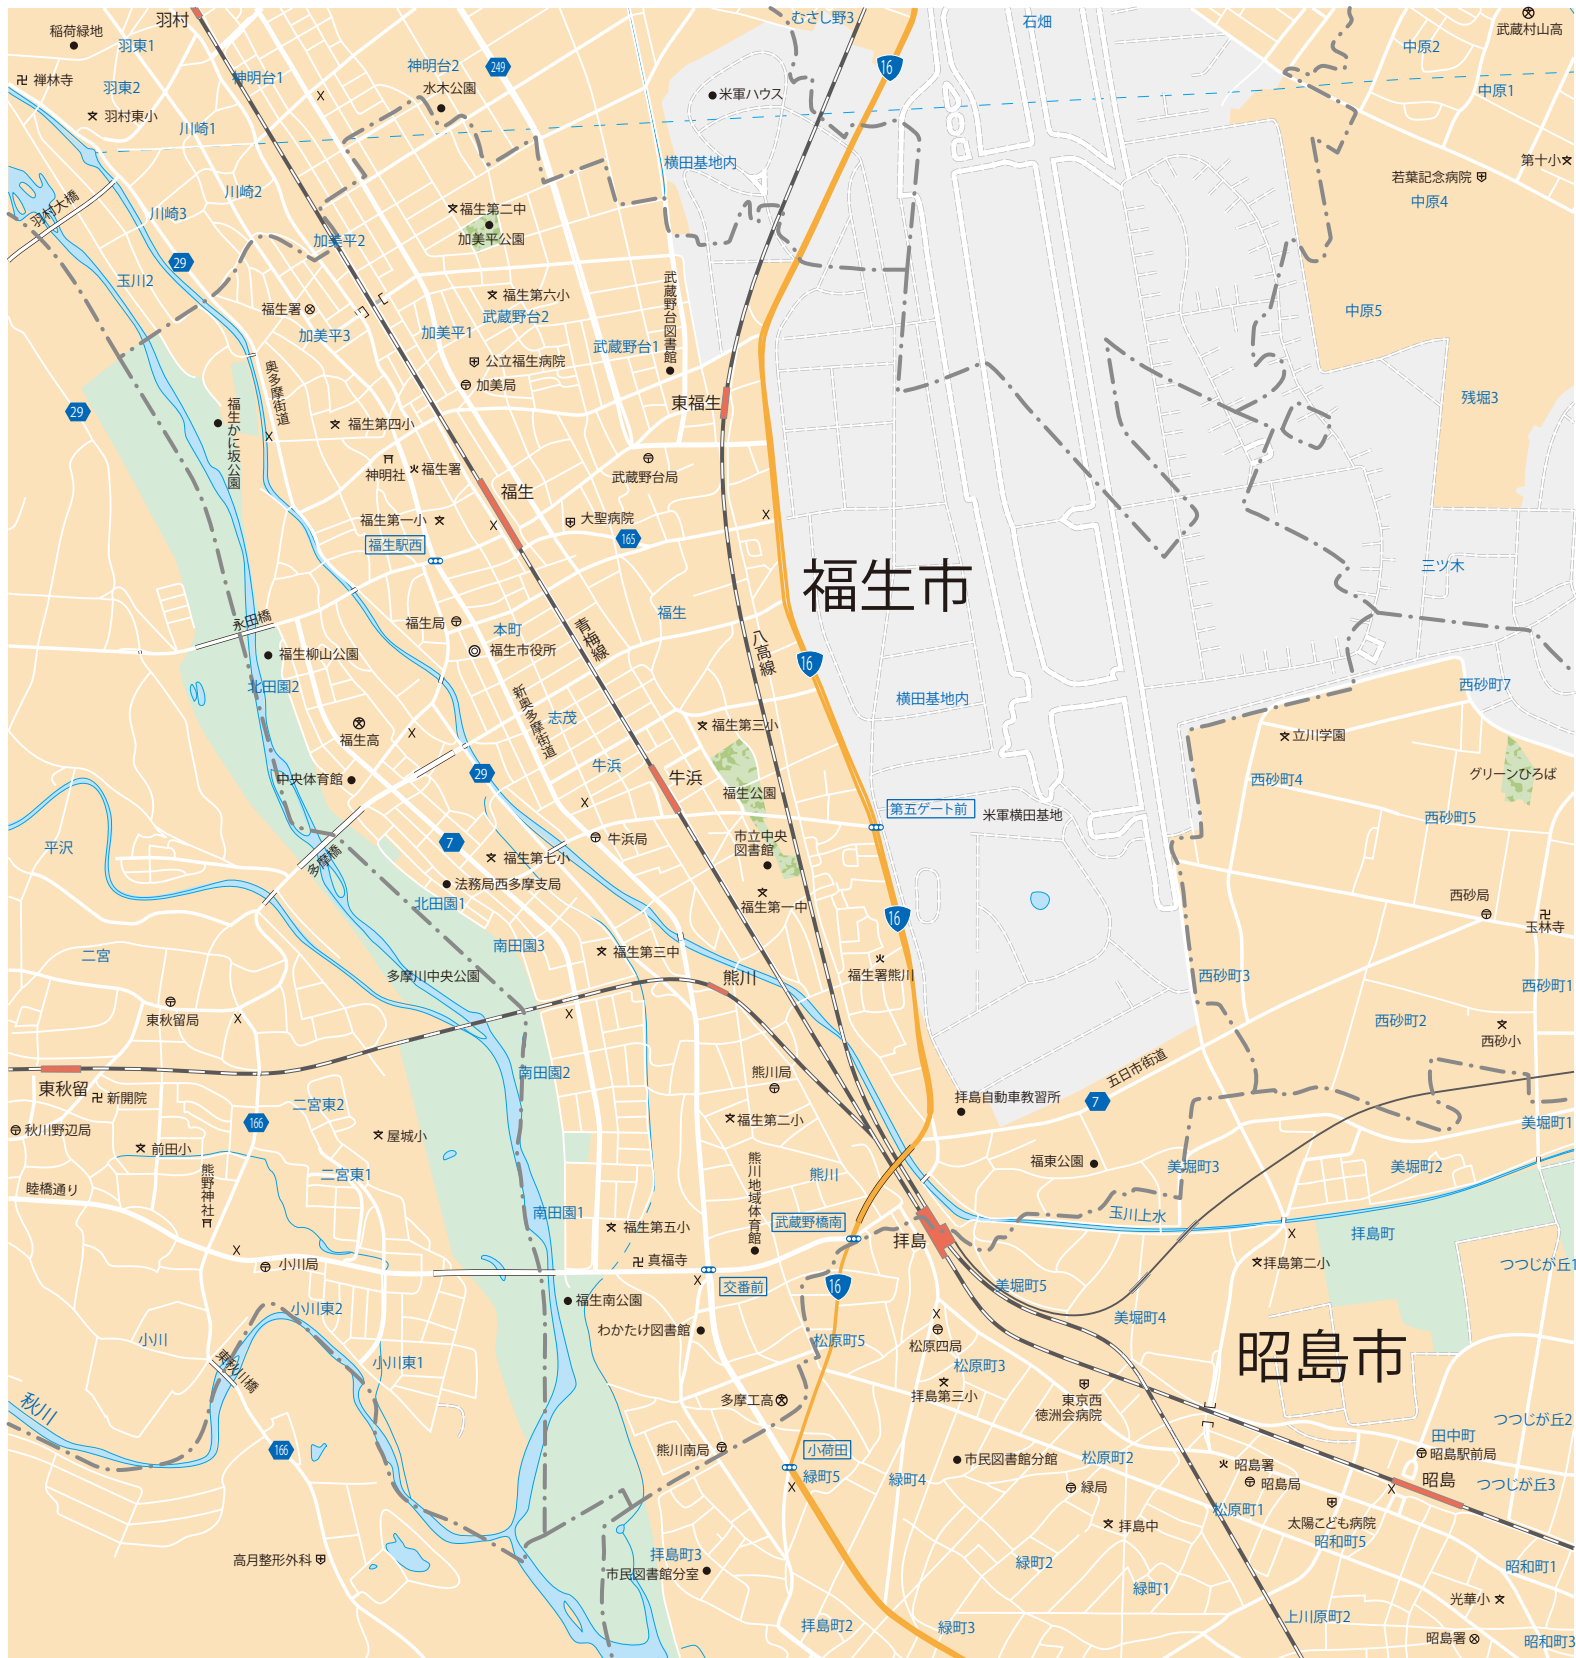 羽村
むさし野3
石畑
武蔵村山高
稲荷緑地
羽東1
中原2
神明台2
249
16
禅林寺
神明台1
羽東2
水木公園
米軍ハウス
中原1
羽村東小
川崎1
横田基地内
第十小
若葉記念病院
川崎2
中原4
羽村大橋
川崎3
福生第二中
加美平2
加美平公園
29
玉川2
武蔵野台図書館
福生第六小
福生署
武蔵野台2
中原5
加美平3
加美平1
武蔵野台1
公立福生病院
奥多摩街道
加美局
29
福生かに坂公園
東福生
残堀3
福生第四小
神明社
福生署
武蔵野台局
福生
福生第一小
大聖病院
165
福生駅西
三ツ木
福生市
永田橋
福生局
本町
福生
青梅線
八高線
福生柳山公園
福生市役所
16
北田園2
新奥多摩街道
横田基地内
西砂町7
志茂
福生高
福生第三小
立川学園
中央体育館
29
牛浜
牛浜
グリーンひろば
西砂町4
福生公園
第五ゲート前
米軍横田基地
西砂町5
平沢
7
牛浜局
市立中央
図書館
多摩橋
福生第七小
法務局西多摩支局
福生第一中
西砂局
北田園1
16
玉林寺
南田園3
福生第三中
二宮
多摩川中央公園
熊川
福生署熊川
西砂町3
西砂町1
東秋留局
西砂町2
西砂小
南田園2
熊川局
五日市街道
東秋留
新開院
拝島自動車教習所
7
二宮東2
166
福生第二小
美堀町1
秋川野辺局
前田小
屋城小
熊川地域体育館
福東公園
美堀町3
美堀町2
熊野神社
二宮東1
熊川
睦橋通り
南田園1
武蔵野橋南
玉川上水
福生第五小
拝島
拝島町
真福寺
拝島第二小
つつじが丘1
小川局
交番前
16
美堀町5
福生南公園
小川東2
美堀町4
わかたけ図書館
小川
松原町5
松原四局
昭島市
東秋川橋
小川東1
松原町3
拝島第三小
東京西
徳洲会病院
秋川
多摩工高
つつじが丘2
田中町
166
熊川南局
小荷田
市民図書館分館
松原町2
昭島駅前局
昭島署
緑町5
緑町4
緑局
昭島局
昭島
つつじが丘3
松原町1
拝島中
太陽こども病院
昭和町5
高月整形外科
拝島町3
市民図書館分室
緑町2
昭和町1
緑町1
光華小
上川原町2
拝島町2
緑町3
昭島署
昭和町3